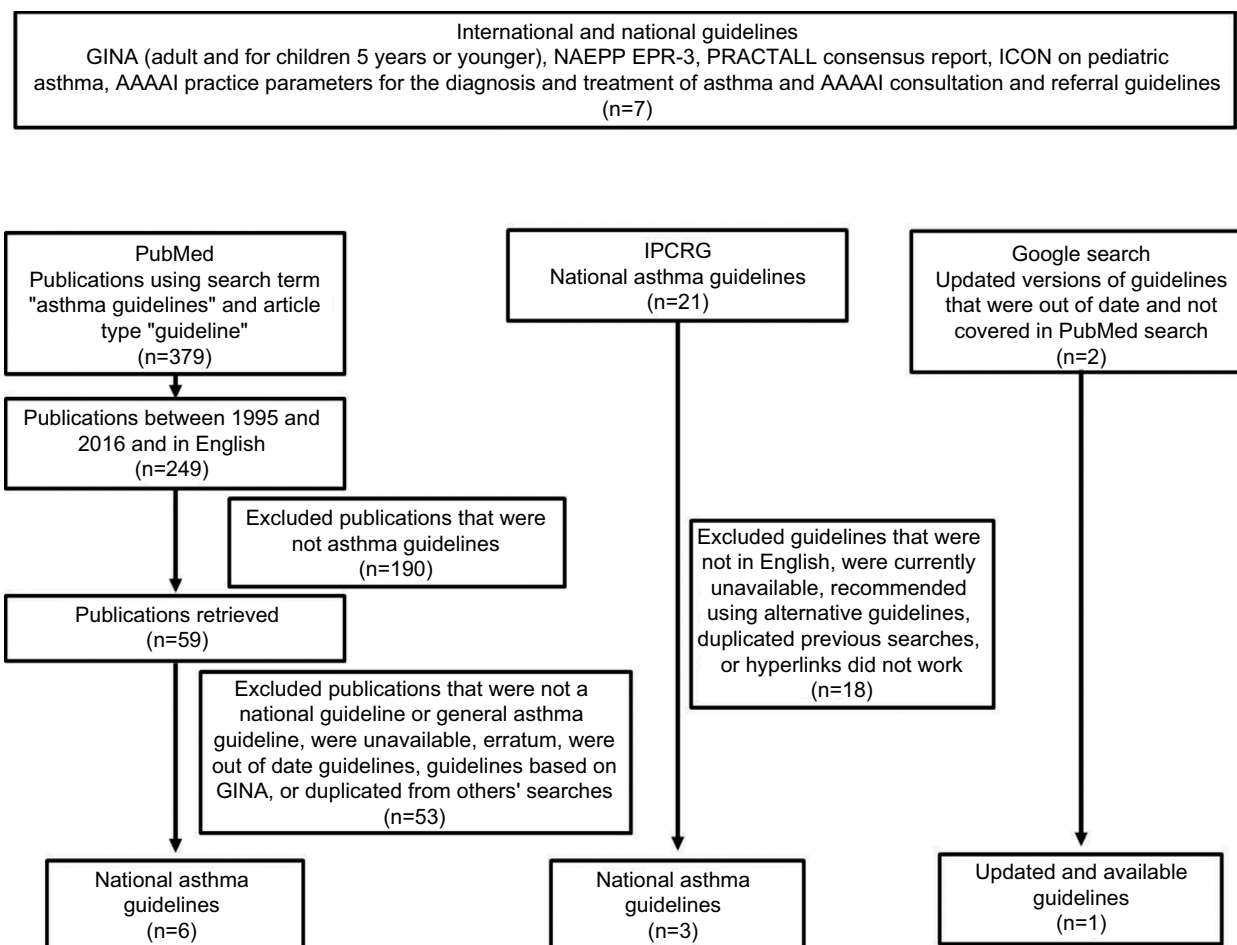 International and national guidelines
GINA (adult and for children 5 years or younger), NAEPP EPR-3, PRACTALL consensus report, ICON on pediatric
asthma, AAAAI practice parameters for the diagnosis and treatment of asthma and AAAAI consultation and referral guidelines
(n=7)
PubMed
Publications using search term
"asthma guidelines" and article
type "guideline"
(n=379)
IPCRG
National asthma guidelines
(n=21)
Google search
Updated versions of guidelines
that were out of date and not
covered in PubMed search
(n=2)
Publications between 1995 and
2016 and in English
(n=249)
Excluded publications that were
not asthma guidelines
(n=190)
Excluded guidelines that were
not in English, were currently
unavailable, recommended
using alternative guidelines,
duplicated previous searches,
or hyperlinks did not work
(n=18)
Publications retrieved
(n=59)
Excluded publications that were not a
national guideline or general asthma
guideline, were unavailable, erratum, were
out of date guidelines, guidelines based on
GINA, or duplicated from others' searches
(n=53)
National asthma
guidelines
(n=6)
National asthma
guidelines
(n=3)
Updated and available
guidelines
(n=1)